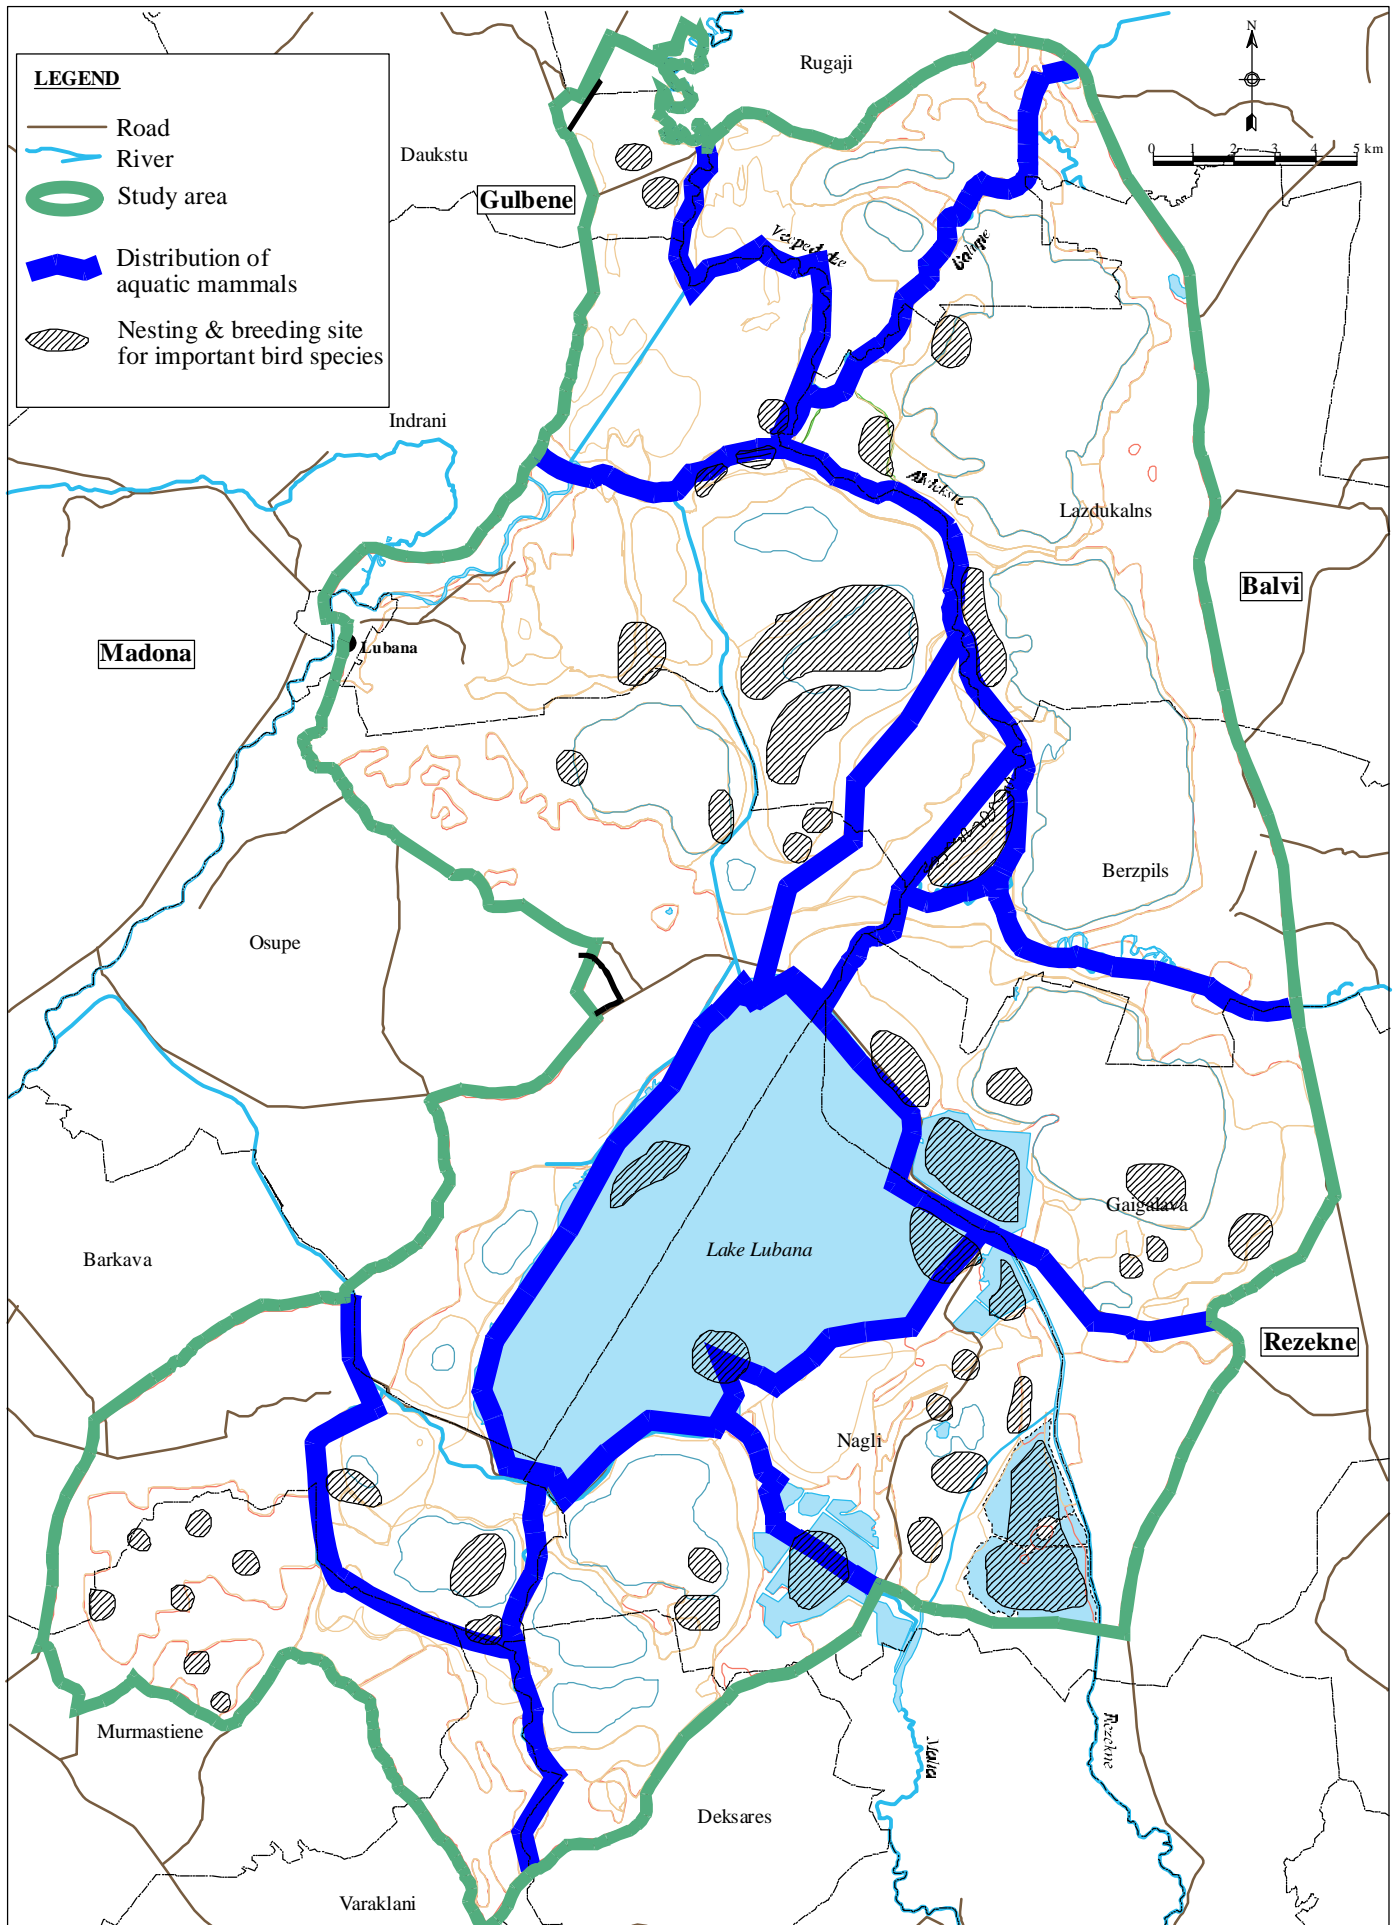 Rugaji
N
LEGEND
Road
River
Study area
Distribution of
aquatic mammals
Nesting & breeding site
for important bird species
0 1 2 3 4 5 km
Daukstu
Gulbene
Indrani
Lazdukalns
Balvi
Madona
Lubana
Berzpils
Osupe
Gaigalava
Barkava
Lake Lubana
Rezekne
Nagli
Murmastiene
Rezekne
Deksares
Varaklani